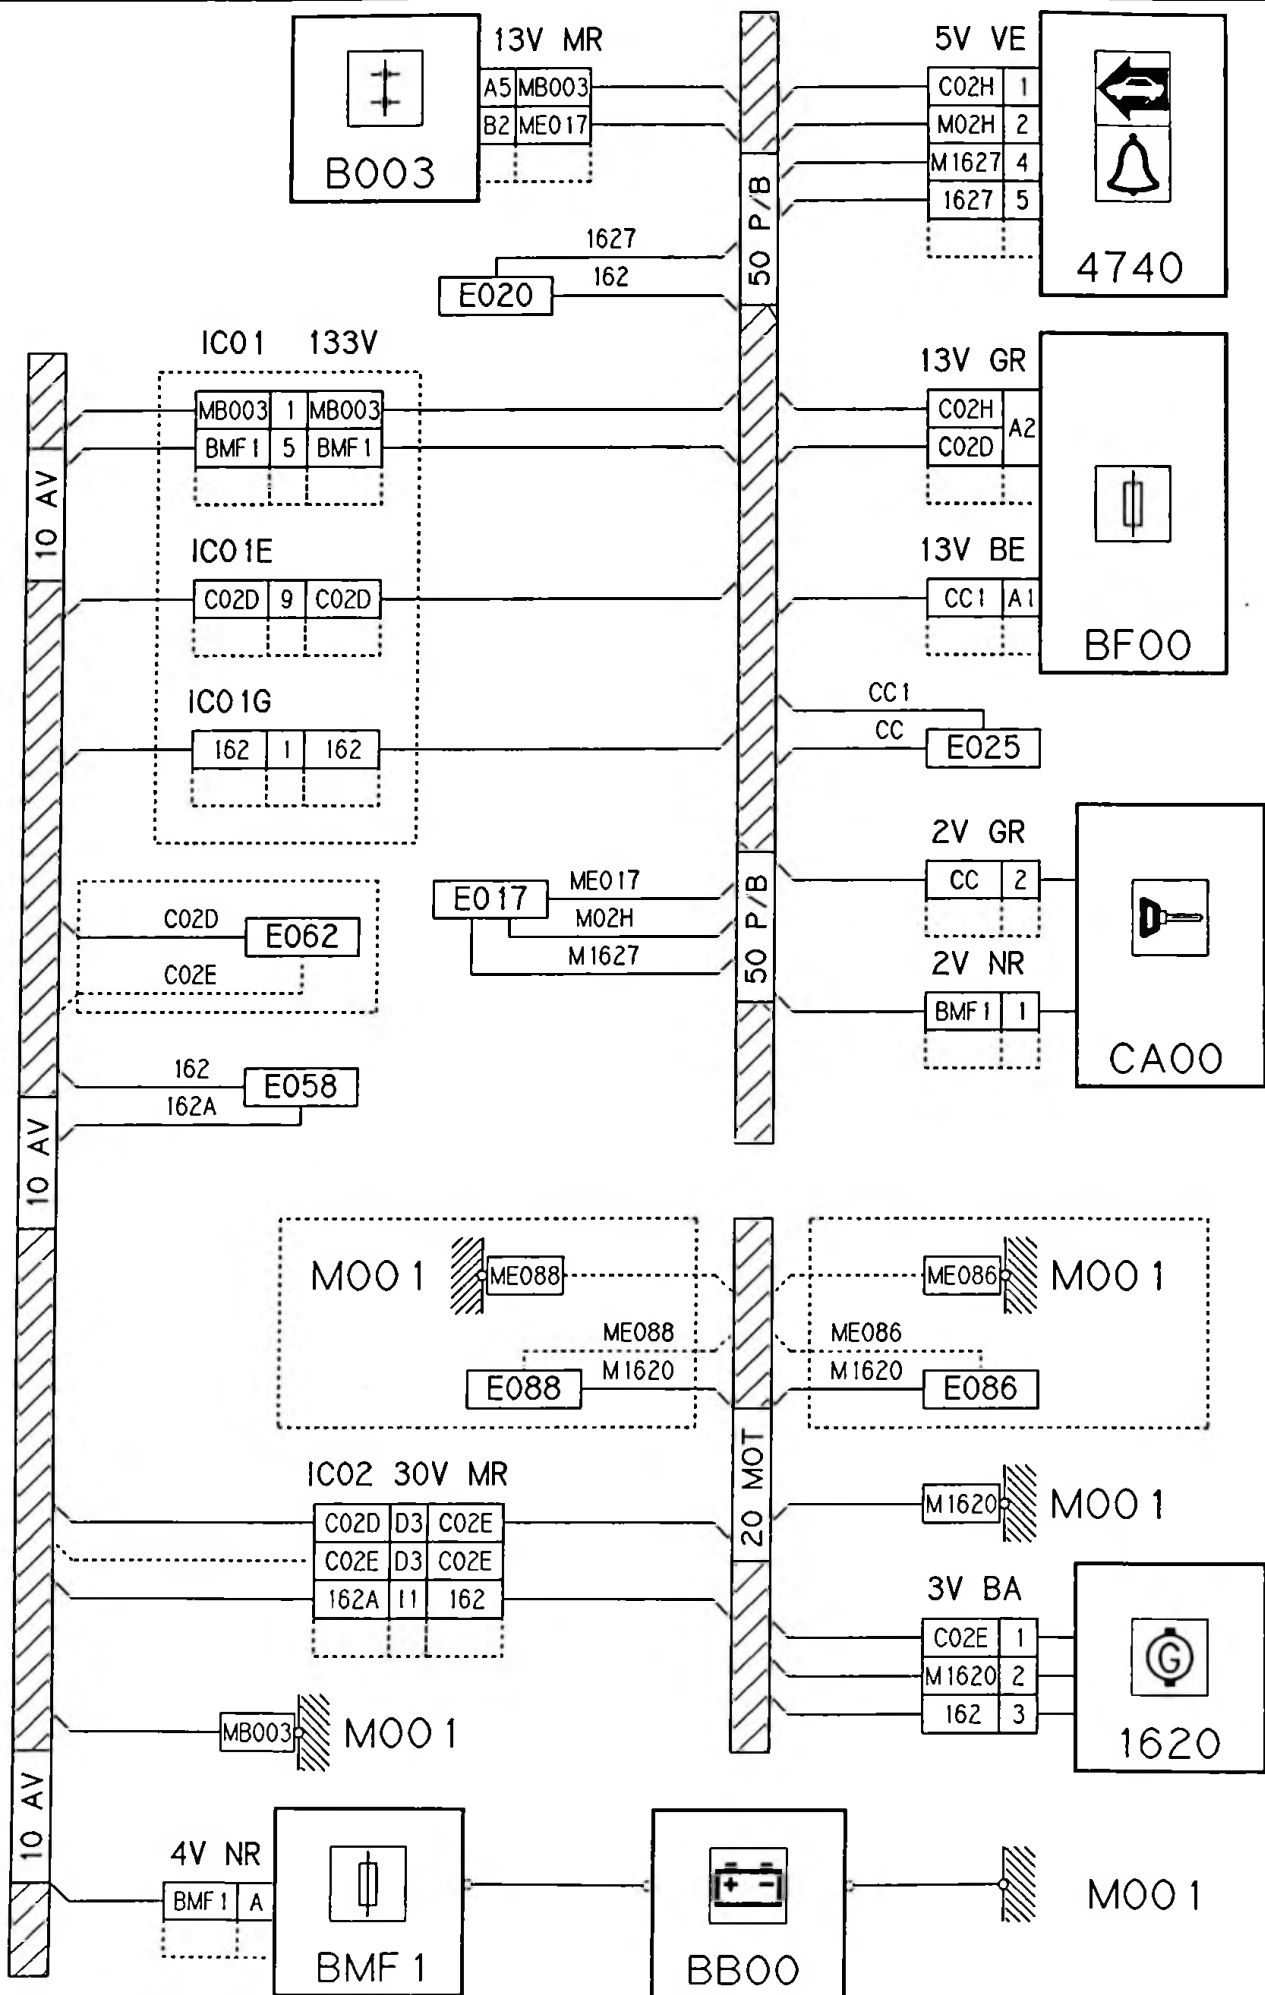 13V MR
5V VE
A5 MB003
B2 ME017
B003
C02H 1
M02H 2
M1627 4
1627 5
4740
50 P/B
1627
E020
162
IC01 133V
MB003 1 MB003
BMF1 5 BMF1
10 AV
IC01E
C02D 9 C02D
IC01G
162 1 162
13V GR
C02H
C02D
A2
13V BE
CC1 A1
BF00
CC1
CC
E025
2V GR
CC 2
2V NR
BMF1 1
CA00
50 P/B
E017
ME017
M02H
M1627
C02D
E062
C02E
162
E058
162A
10 AV
M001
ME088
ME088
M1620
E088
ME086
M001
ME086
M1620
E086
20 MOT
IC02 30V MR
C02D D3 C02E
C02E D3 C02E
162A I1 162
M1620
M001
3V BA
C02E 1
M1620 2
162 3
1620
MB003
M001
10 AV
4V NR
BMF1 A
BMF1
BB00
M001